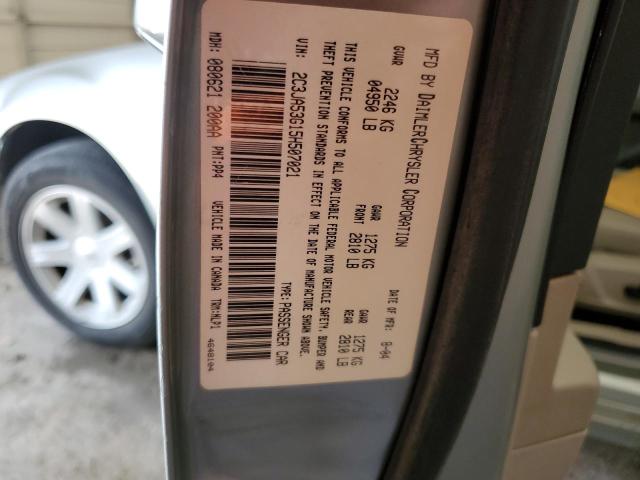 MFD BY DAIMLERCHRYSLER CORPORATION
DATE OF MFR: 8-04
GVWR 2246 KG 04950 LB
GAWR FRONT 1275 KG 2810 LB
GAWR REAR 1275 KG 2810 LB
THIS VEHICLE CONFORMS TO ALL APPLICABLE FEDERAL MOTOR VEHICLE SAFETY, BUMPER AND
THEFT PREVENTION STANDARDS IN EFFECT ON THE DATE OF MANUFACTURE SHOWN ABOVE.
VIN: 2C3JA53G15H507021
TYPE: PASSENGER CAR
MDH: 080621 200AA
PNT: PP4
VEHICLE MADE IN CANADA
TRM: HLP1
4648104